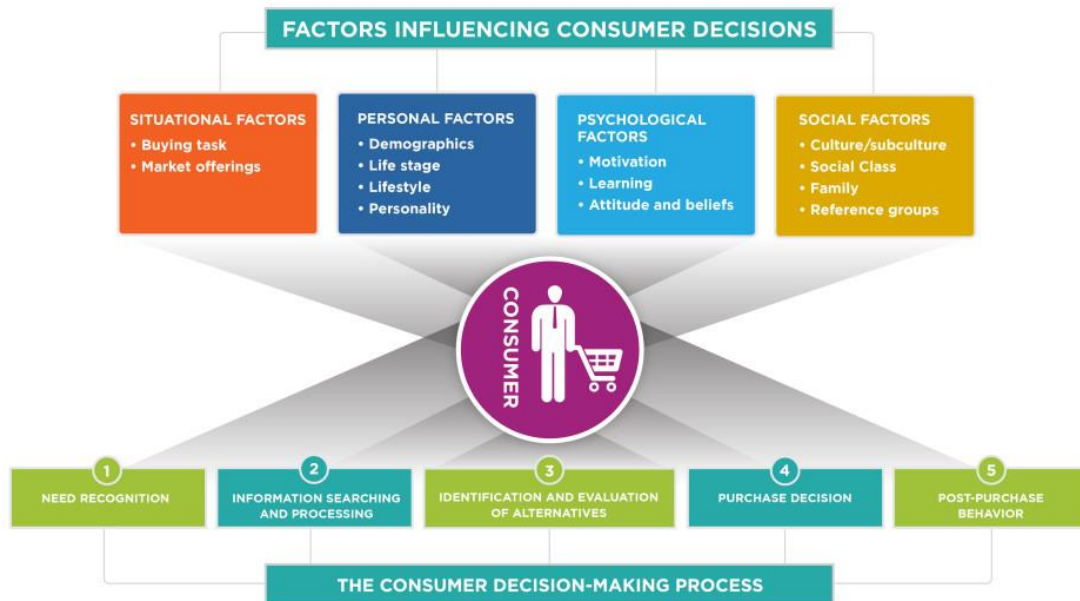 FACTORS INFLUENCING CONSUMER DECISIONS
SITUATIONAL FACTORS
• Buying task
• Market offerings
PERSONAL FACTORS
• Demographics
• Life stage
• Lifestyle
• Personality
PSYCHOLOGICAL
FACTORS
• Motivation
• Learning
• Attitude and beliefs
SOCIAL FACTORS
• Culture/subculture
• Social Class
• Family
• Reference groups
CONSUMER
1
NEED RECOGNITION
2
INFORMATION SEARCHING
AND PROCESSING
3
IDENTIFICATION AND EVALUATION
OF ALTERNATIVES
4
PURCHASE DECISION
5
POST-PURCHASE
BEHAVIOR
THE CONSUMER DECISION-MAKING PROCESS